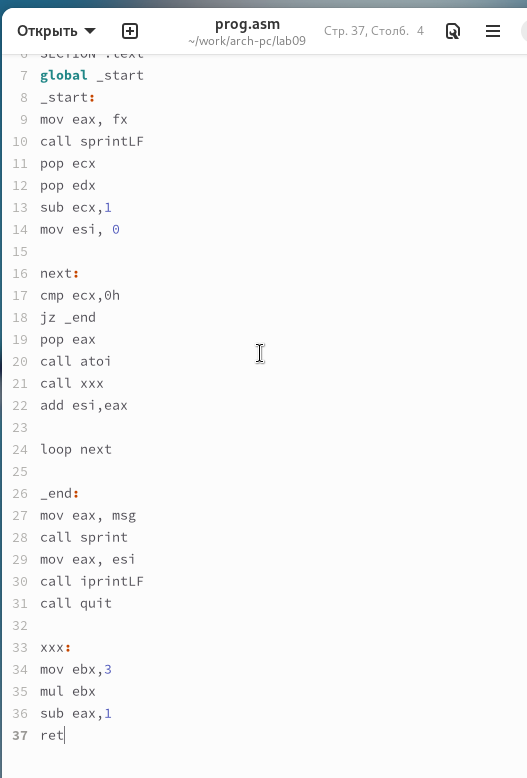 Открыть
prog.asm
~/work/arch-pc/lab09
Стр. 37, Столб. 4
6 SECTION .text
7 global _start
8 _start:
9 mov eax, fx
10 call sprintLF
11 pop ecx
12 pop edx
13 sub ecx,1
14 mov esi, 0
15
16 next:
17 cmp ecx,0h
18 jz _end
19 pop eax
20 call atoi
21 call xxx
22 add esi,eax
23
24 loop next
25
26 _end:
27 mov eax, msg
28 call sprint
29 mov eax, esi
30 call iprintLF
31 call quit
32
33 xxx:
34 mov ebx,3
35 mul ebx
36 sub eax,1
37 ret